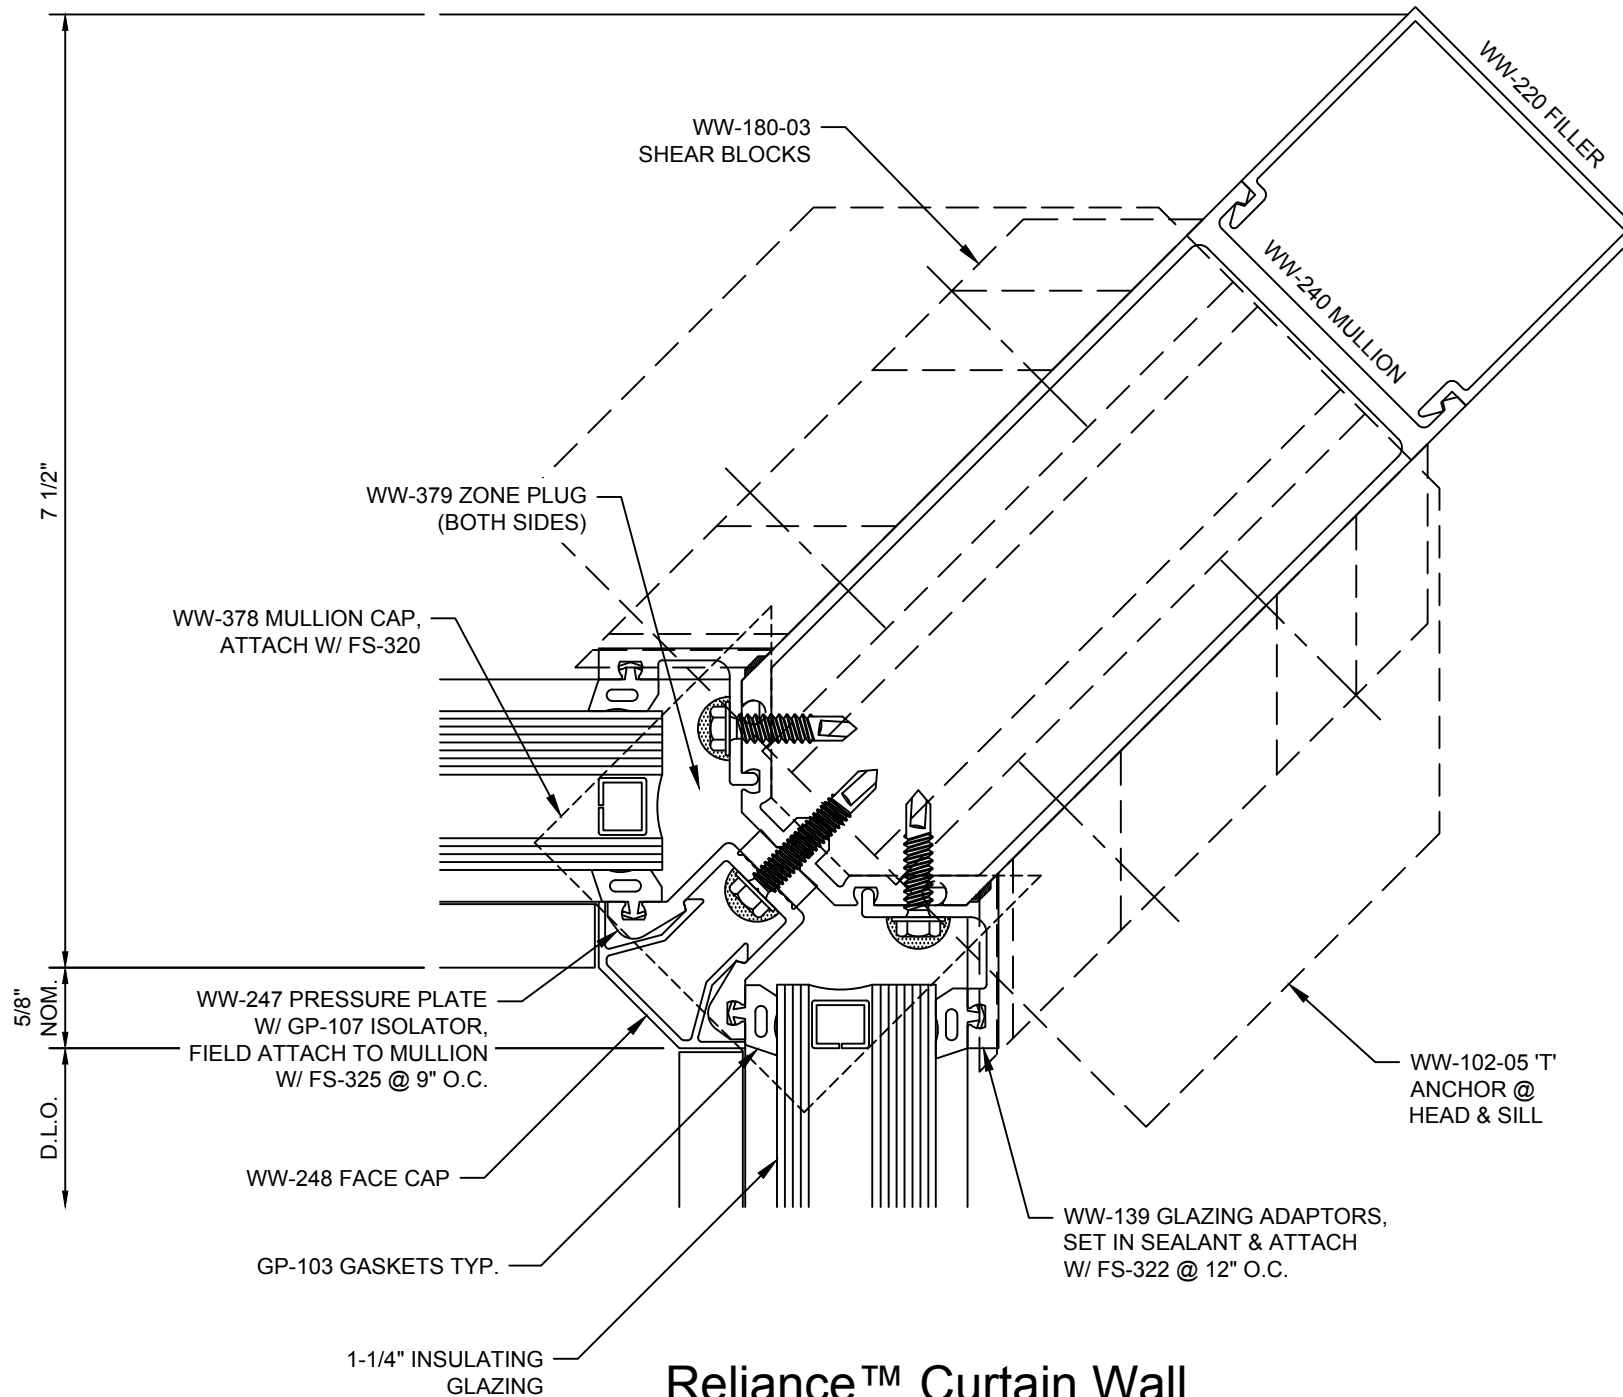 WW-220 FILLER
WW-180-03
SHEAR BLOCKS
WW-240 MULLION
7 1/2"
WW-379 ZONE PLUG
(BOTH SIDES)
WW-378 MULLION CAP,
ATTACH W/ FS-320
5/8"
NOM.
WW-247 PRESSURE PLATE
W/ GP-107 ISOLATOR,
FIELD ATTACH TO MULLION
W/ FS-325 @ 9" O.C.
WW-102-05 'T'
ANCHOR @
HEAD & SILL
D.L.O.
WW-248 FACE CAP
WW-139 GLAZING ADAPTORS,
SET IN SEALANT & ATTACH
W/ FS-322 @ 12" O.C.
GP-103 GASKETS TYP.
1-1/4" INSULATING
GLAZING
Reliance™ Curtain Wall